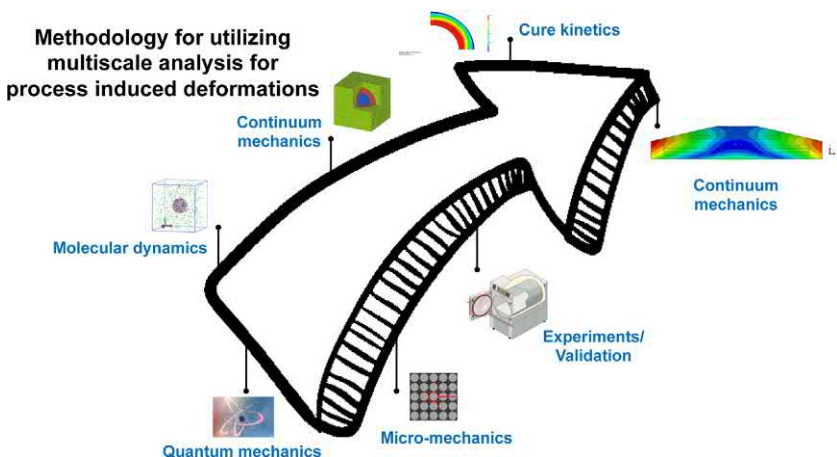 Methodology for utilizing
multiscale analysis for
process induced deformations
Cure kinetics
Continuum
mechanics
Continuum
mechanics
Molecular dynamics
Experiments/
Validation
Micro-mechanics
Quantum mechanics